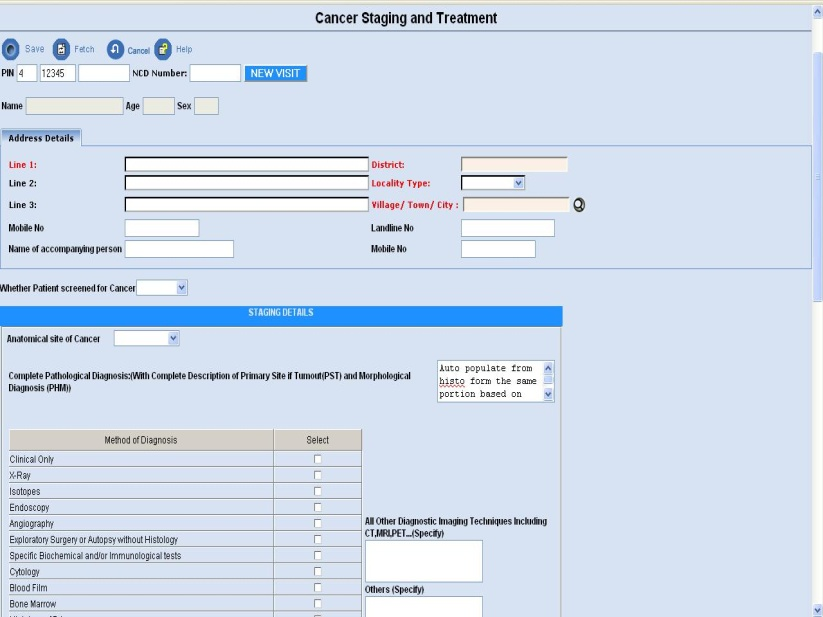 Cancer Staging and Treatment
Save Fetch Cancel Help
PIN 4 12345 NCD Number: NEW VISIT
Name Age Sex
Address Details
Line 1: District:
Line 2: Locality Type:
Line 3: Village/ Town/ City :
Mobile No Landline No
Name of accompanying person Mobile No
Whether Patient screened for Cancer
STAGING DETAILS
Anatomical site of Cancer
Complete Pathological Diagnosis:(With Complete Description of Primary Site if Tumout(PST) and Morphological
Diagnosis (PHM))
Auto populate from
histo form the same
portion based on
Method of Diagnosis Select
Clinical Only
X-Ray
Isotopes
Endoscopy
Angiography
Exploratory Surgery or Autopsy without Histology
Specific Biochemical and/or Immunological tests
Cytology
Blood Film
Bone Marrow
All Other Diagnostic Imaging Techniques Including
CT,MRI,PET...(Specify)
Others (Specify)